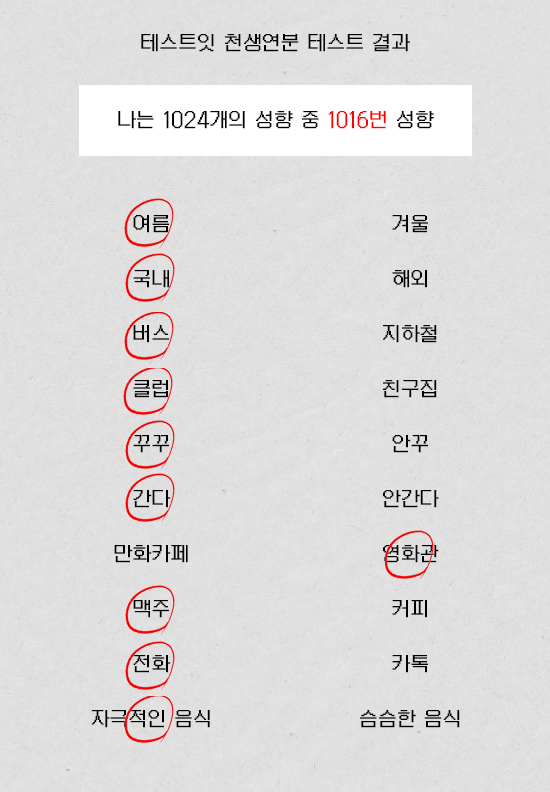 테스트잇 천생연분 테스트 결과
나는 1024개의 성향 중 1016번 성향
여름 겨울
국내 해외
버스 지하철
클럽 친구집
꾸꾸 안꾸
간다 안간다
만화카페 영화관
맥주 커피
전화 카톡
자극적인 음식 슴슴한 음식